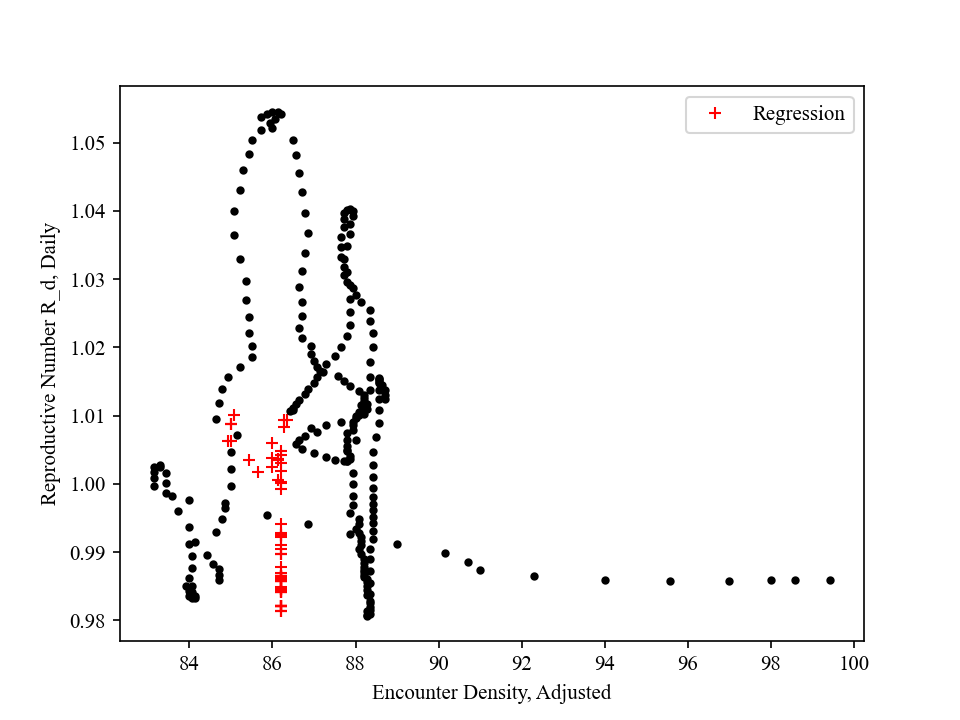 Regression
1.05
1.04
1.03
1.02
1.01
1.00
0.99
0.98
Reproductive Number R_d, Daily
84 86 88 90 92 94 96 98 100
Encounter Density, Adjusted